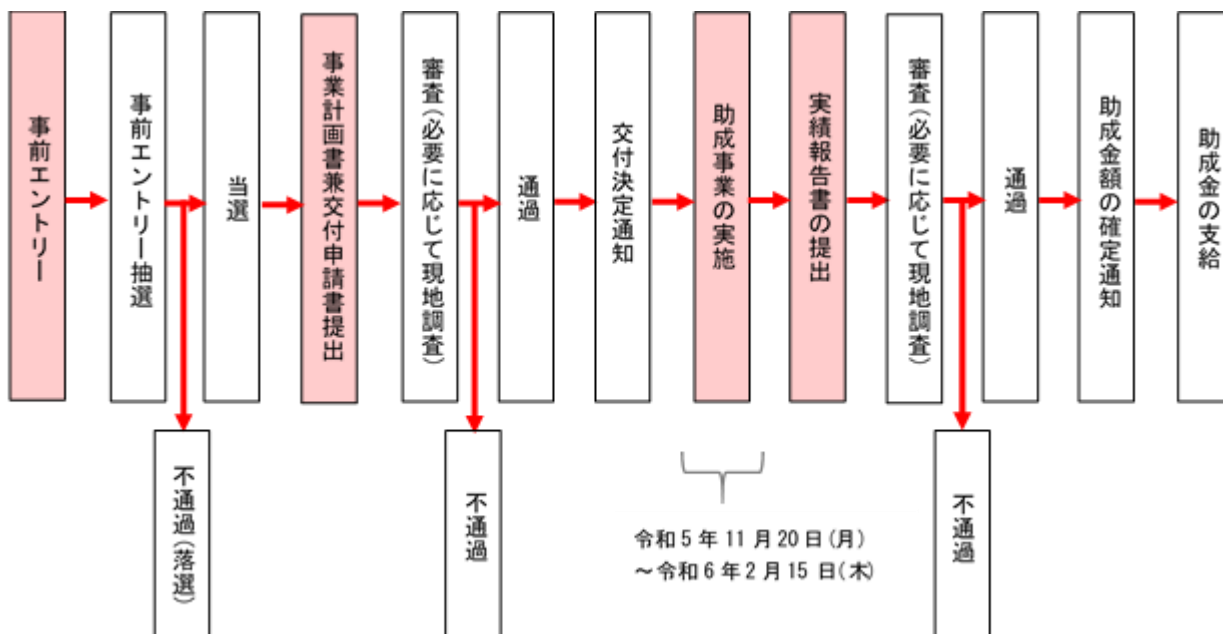 事前エントリー
事前エントリー抽選
当選
事業計画書兼交付申請書提出
審査(必要に応じて現地調査)
通過
交付決定通知
助成事業の実施
実績報告書の提出
審査(必要に応じて現地調査)
通過
助成金額の確定通知
助成金の支給
不通過(落選)
不通過
令和5年11月20日(月)
~令和6年2月15日(木)
不通過